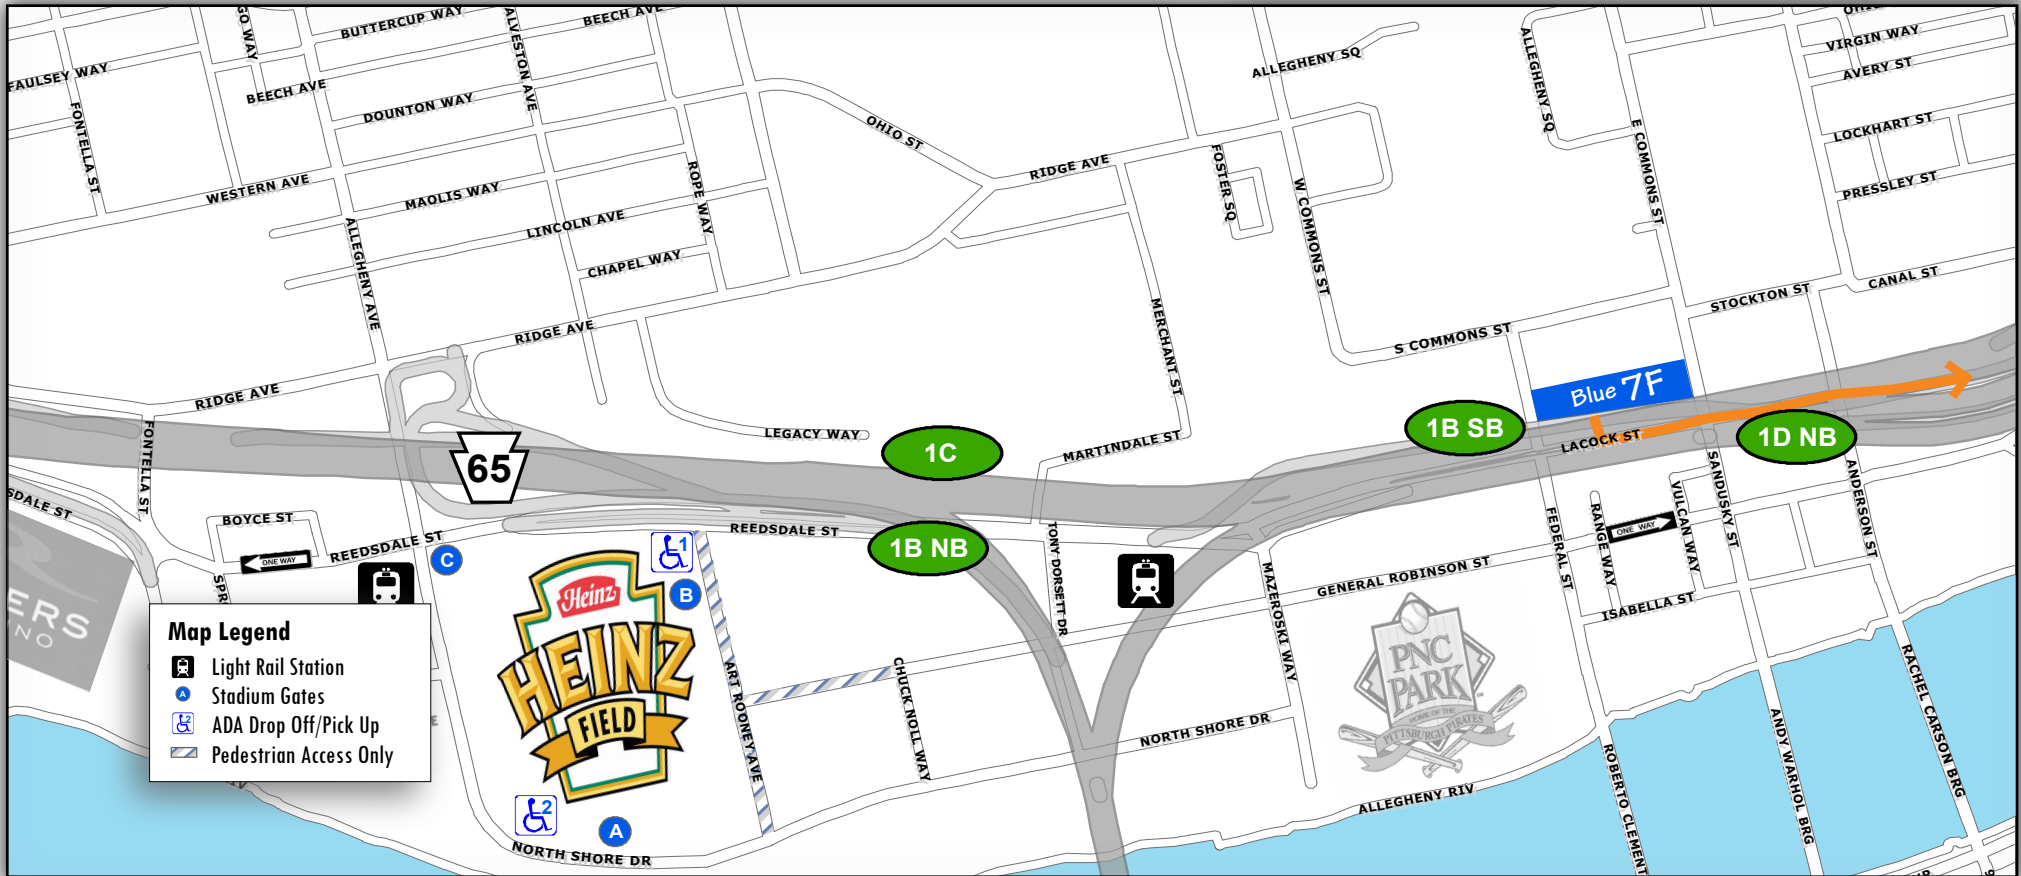 BUTTERCUP WAY
BEECH AVE
GO WAY
ALVESTON AVE
ALLEGHENY SQ
ALLEGHENY SQ
VIRGIN WAY
FAULSEY WAY
BEECH AVE
AVERY ST
DOUNTON WAY
FONTELLA ST
OHIO ST
LOCKHART ST
E COMMONS ST
RIDGE AVE
FOSTER SQ
WESTERN AVE
MAOLIS WAY
ROPE WAY
W COMMONS ST
PRESSLEY ST
LINCOLN AVE
ALLEGHENY AVE
CHAPEL WAY
CANAL ST
STOCKTON ST
MERCHANT ST
RIDGE AVE
S COMMONS ST
RIDGE AVE
Blue 7F
LEGACY WAY
1C
MARTINDALE ST
1B SB
LACOCK ST
1D NB
FONTELLA ST
65
SANDUSKY ST
ANDERSON ST
SDALE ST
BOYCE ST
REEDSDALE ST
REEDSDALE ST
1B NB
TONY DORSETT DR
FEDERAL ST
RANGE WAY
ONE WAY
VULCAN WAY
ONE WAY
C
1
B
SPR
MAZEROSKI WAY
GENERAL ROBINSON ST
ISABELLA ST
ERS
NO
Heinz
HEINZ
FIELD
ART ROONEY AVE
CHUCK NOLL WAY
NORTH SHORE DR
PNC
PARK
HOME OF THE
PITTSBURGH PIRATES
RACHEL CARSON BRG
ANDY WARHOL BRG
ROBERTO CLEMENT
ALLEGHENY RIV
2
A
NORTH SHORE DR
Map Legend
Light Rail Station
A Stadium Gates
2 ADA Drop Off/Pick Up
Pedestrian Access Only